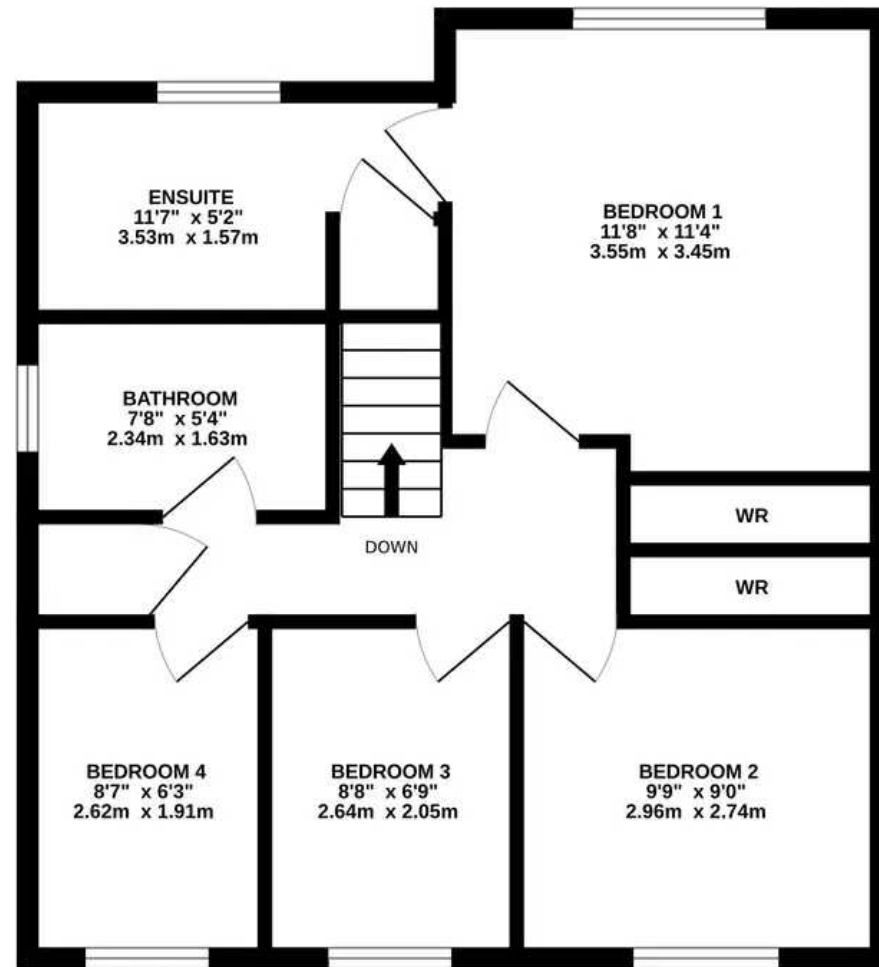 ENSUITE
11'7" x 5'2"
3.53m x 1.57m
BEDROOM 1
11'8" x 11'4"
3.55m x 3.45m
BATHROOM
7'8" x 5'4"
2.34m x 1.63m
DOWN
WR
WR
BEDROOM 4
8'7" x 6'3"
2.62m x 1.91m
BEDROOM 3
8'8" x 6'9"
2.64m x 2.05m
BEDROOM 2
9'9" x 9'0"
2.96m x 2.74m